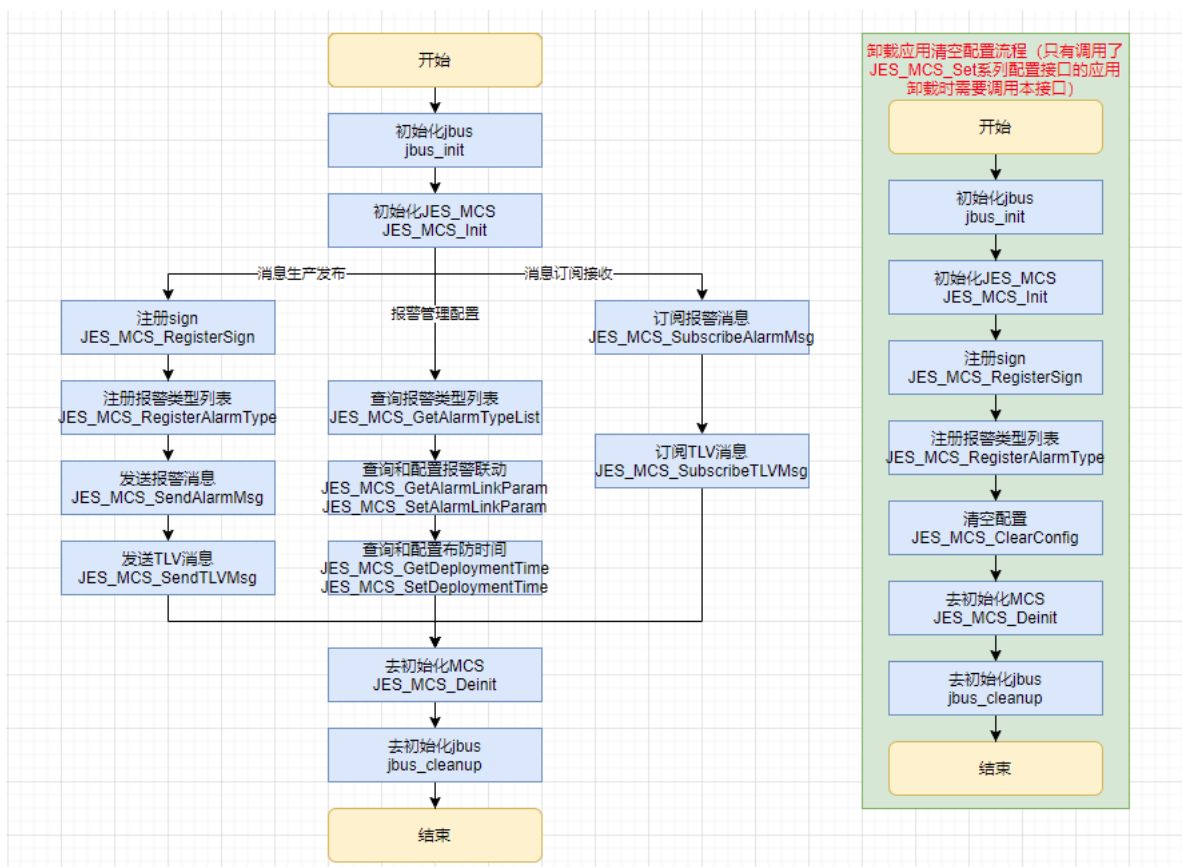 开始
初始化jbus
jbus_init
初始化JES_MCS
JES_MCS_Init
消息生产发布
报警管理配置
消息订阅接收
注册sign
JES_MCS_RegisterSign
注册报警类型列表
JES_MCS_RegisterAlarmType
发送报警消息
JES_MCS_SendAlarmMsg
发送TLV消息
JES_MCS_SendTLVMsg
查询报警类型列表
JES_MCS_GetAlarmTypeList
查询和配置报警联动
JES_MCS_GetAlarmLinkParam
JES_MCS_SetAlarmLinkParam
查询和配置布防时间
JES_MCS_GetDeploymentTime
JES_MCS_SetDeploymentTime
订阅报警消息
JES_MCS_SubscribeAlarmMsg
订阅TLV消息
JES_MCS_SubscribeTLVMsg
去初始化MCS
JES_MCS_Deinit
去初始化jbus
jbus_cleanup
结束
卸载应用清空配置流程（只有调用了
JES_MCS_Set系列配置接口的应用
卸载时需要调用本接口）
开始
初始化jbus
jbus_init
初始化JES_MCS
JES_MCS_Init
注册sign
JES_MCS_RegisterSign
注册报警类型列表
JES_MCS_RegisterAlarmType
清空配置
JES_MCS_ClearConfig
去初始化MCS
JES_MCS_Deinit
去初始化jbus
jbus_cleanup
结束